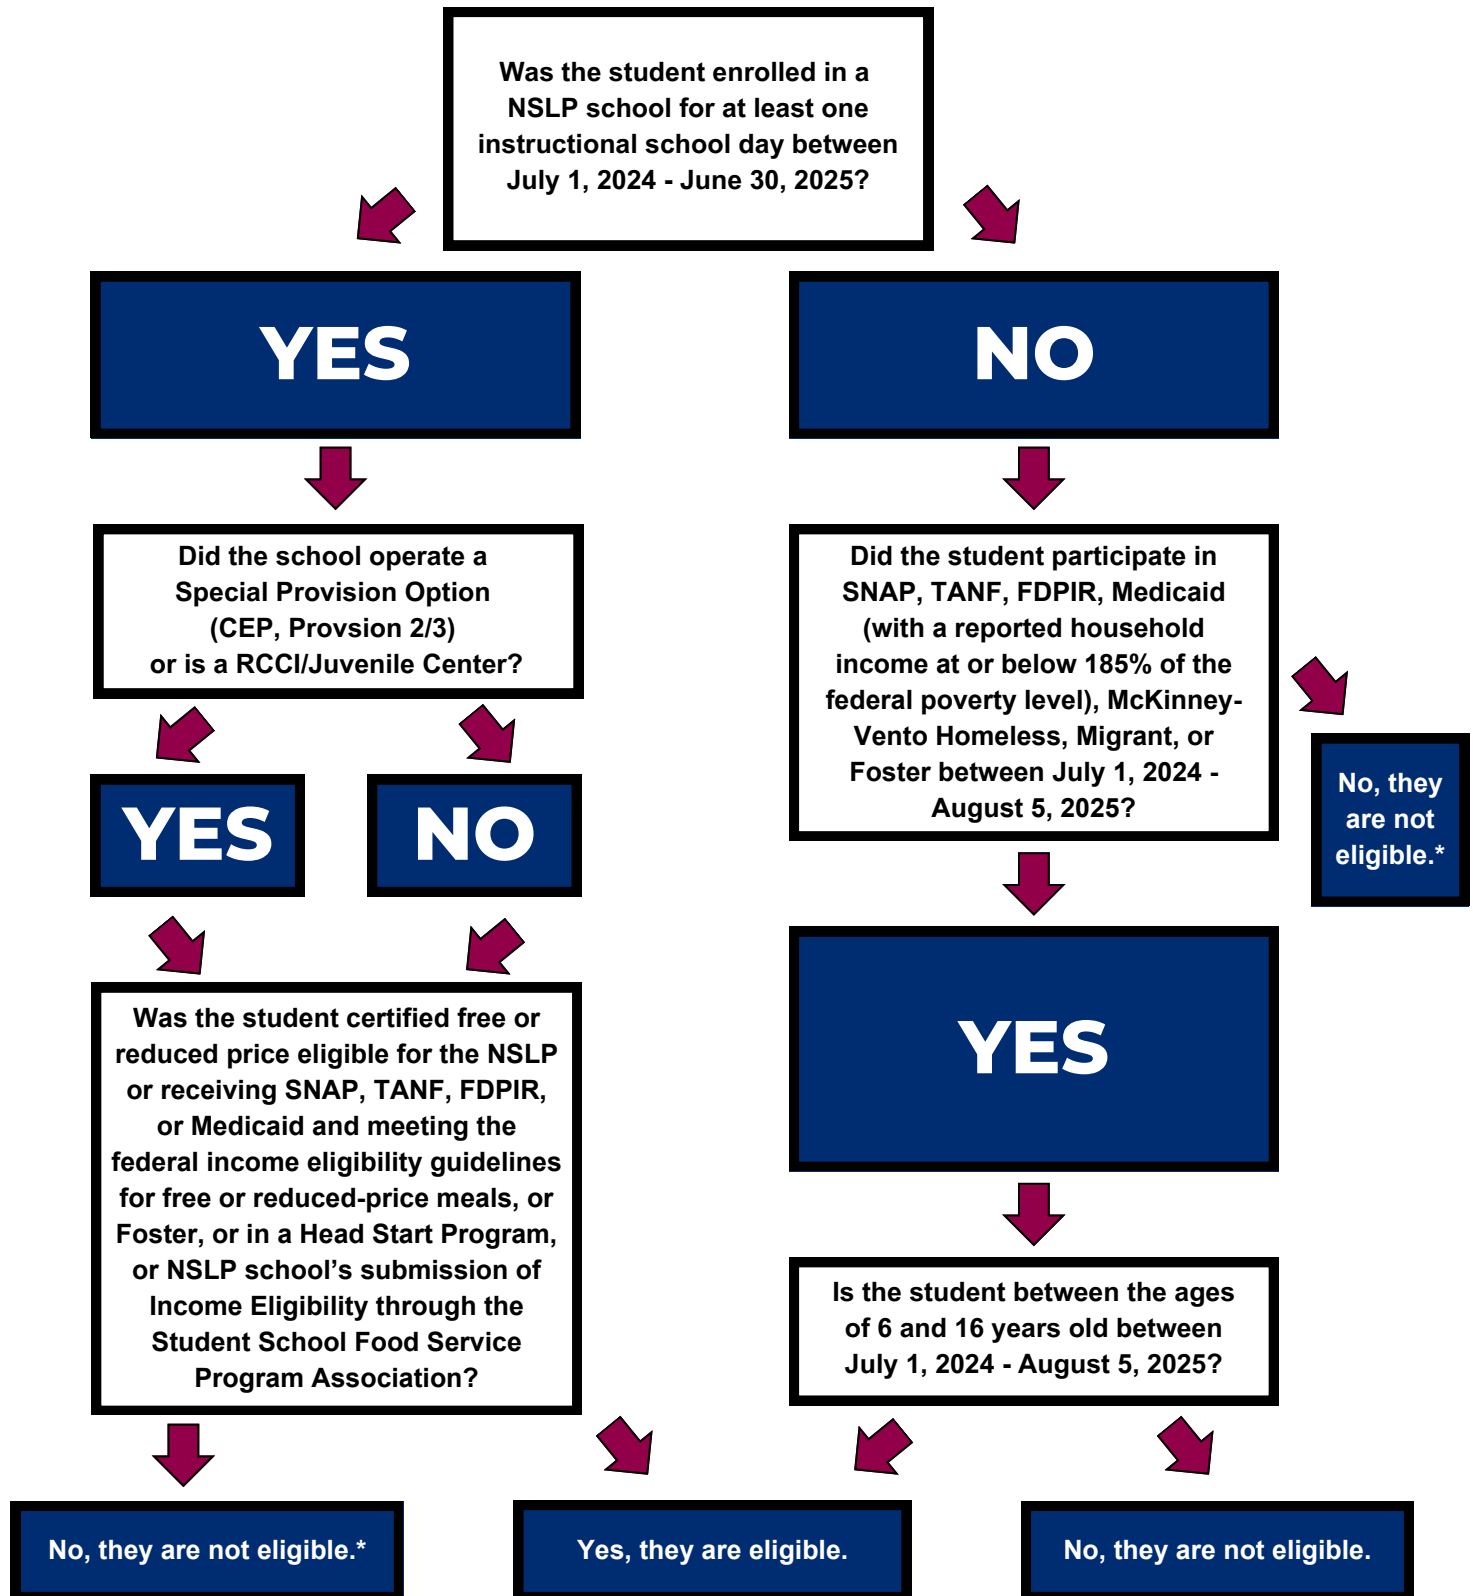 Was the student enrolled in a
NSLP school for at least one
instructional school day between
July 1, 2024 - June 30, 2025?
YES
NO
Did the school operate a
Special Provision Option
(CEP, Provsion 2/3)
or is a RCCI/Juvenile Center?
Did the student participate in
SNAP, TANF, FDPIR, Medicaid
(with a reported household
income at or below 185% of the
federal poverty level), McKinney-
Vento Homeless, Migrant, or
Foster between July 1, 2024 -
August 5, 2025?
No, they
are not
eligible.*
YES
NO
YES
Was the student certified free or
reduced price eligible for the NSLP
or receiving SNAP, TANF, FDPIR,
or Medicaid and meeting the
federal income eligibility guidelines
for free or reduced-price meals, or
Foster, or in a Head Start Program,
or NSLP school’s submission of
Income Eligibility through the
Student School Food Service
Program Association?
Is the student between the ages
of 6 and 16 years old between
July 1, 2024 - August 5, 2025?
No, they are not eligible.*
Yes, they are eligible.
No, they are not eligible.